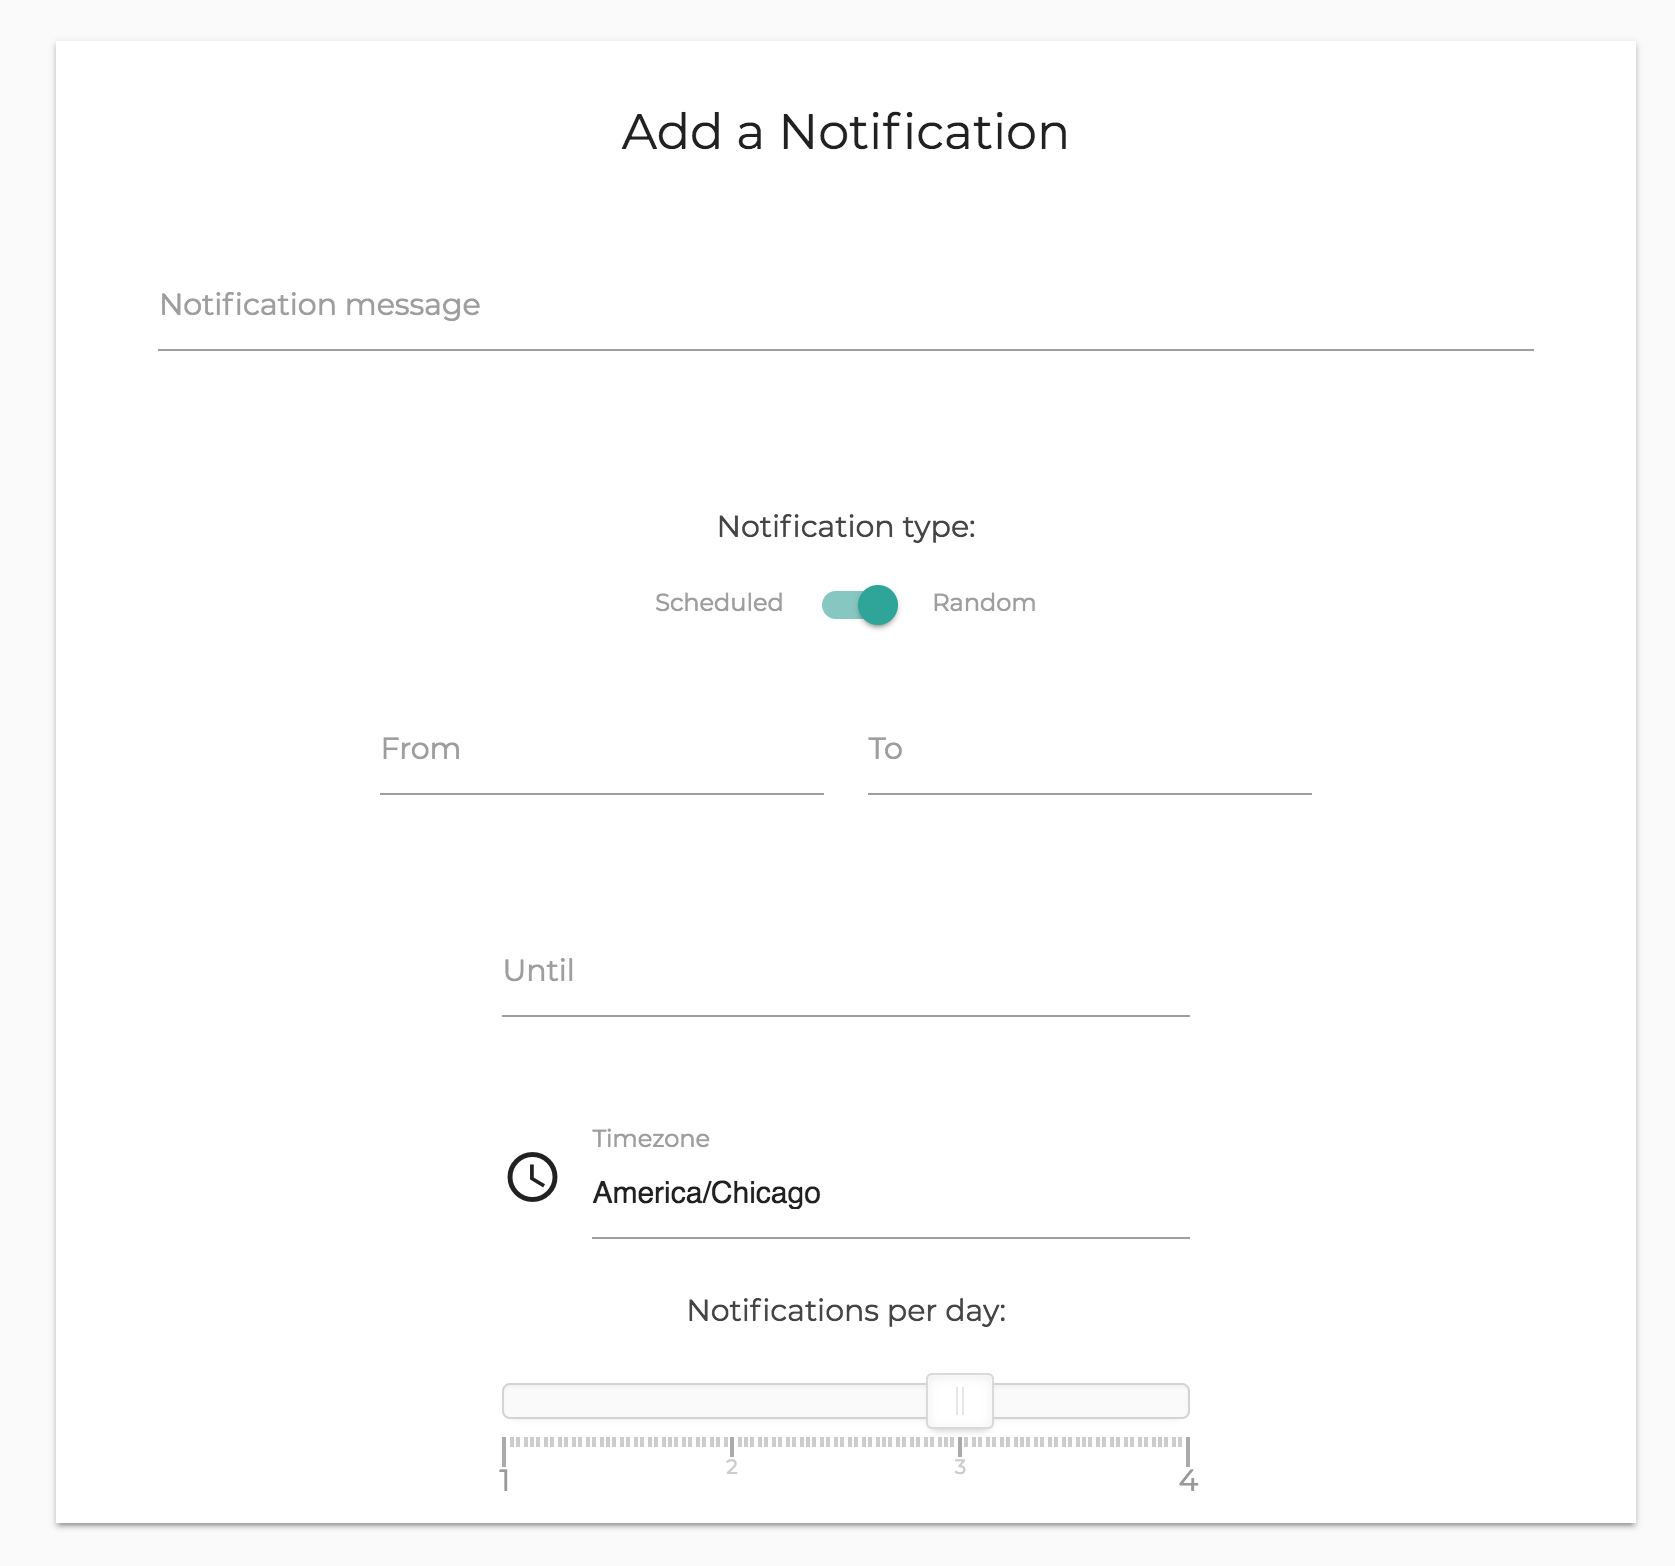 Add a Notification
Notification message
Notification type:
Scheduled Random
From To
Until
Timezone
America/Chicago
Notifications per day:
1 2 3 4